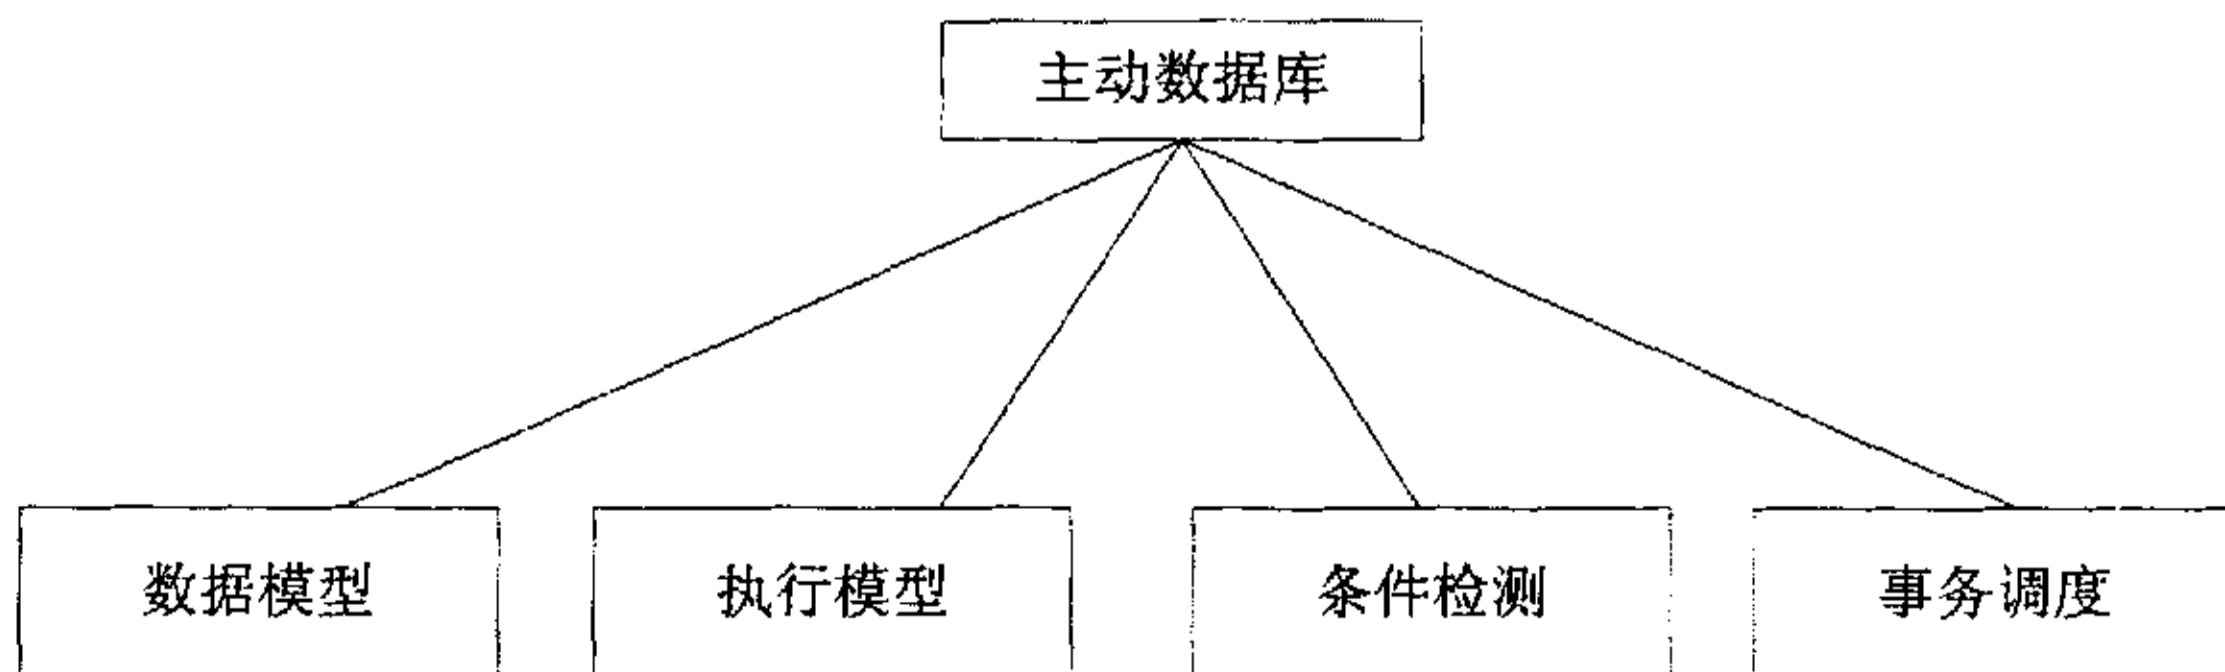 主动数据库
数据模型
执行模型
条件检测
事务调度